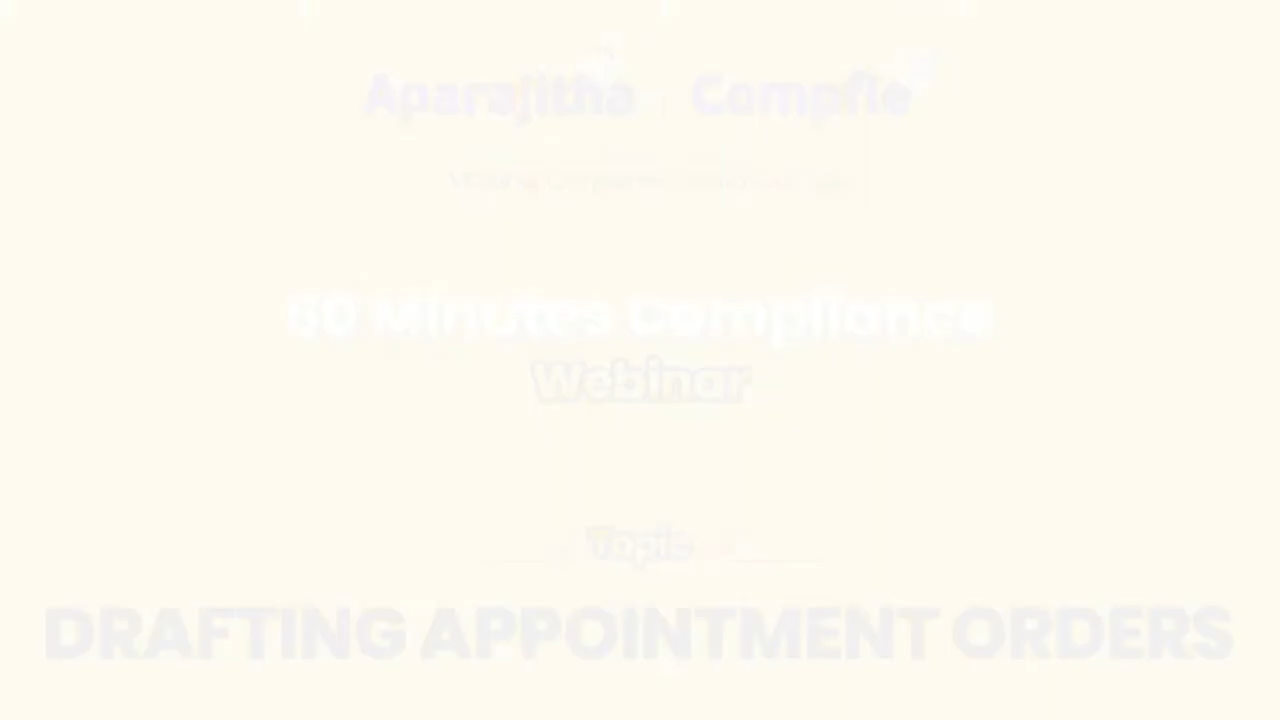 Aparajitha Compfie
60 Minutes Compliance
Webinar
Topic
DRAFTING APPOINTMENT ORDERS